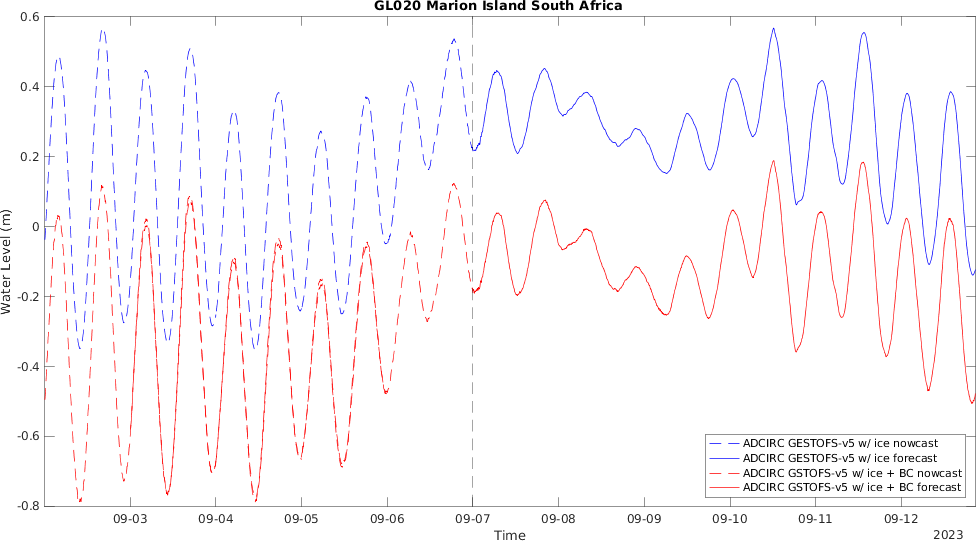 GL020 Marion Island South Africa
0.6
0.4
0.2
0
-0.2
-0.4
-0.6
-0.8
Water Level (m)
ADCIRC GESTOFS-v5 w/ ice nowcast
ADCIRC GESTOFS-v5 w/ ice forecast
ADCIRC GSTOFS-v5 w/ ice + BC nowcast
ADCIRC GSTOFS-v5 w/ ice + BC forecast
09-03 09-04 09-05 09-06 09-07 09-08 09-09 09-10 09-11 09-12
Time
2023